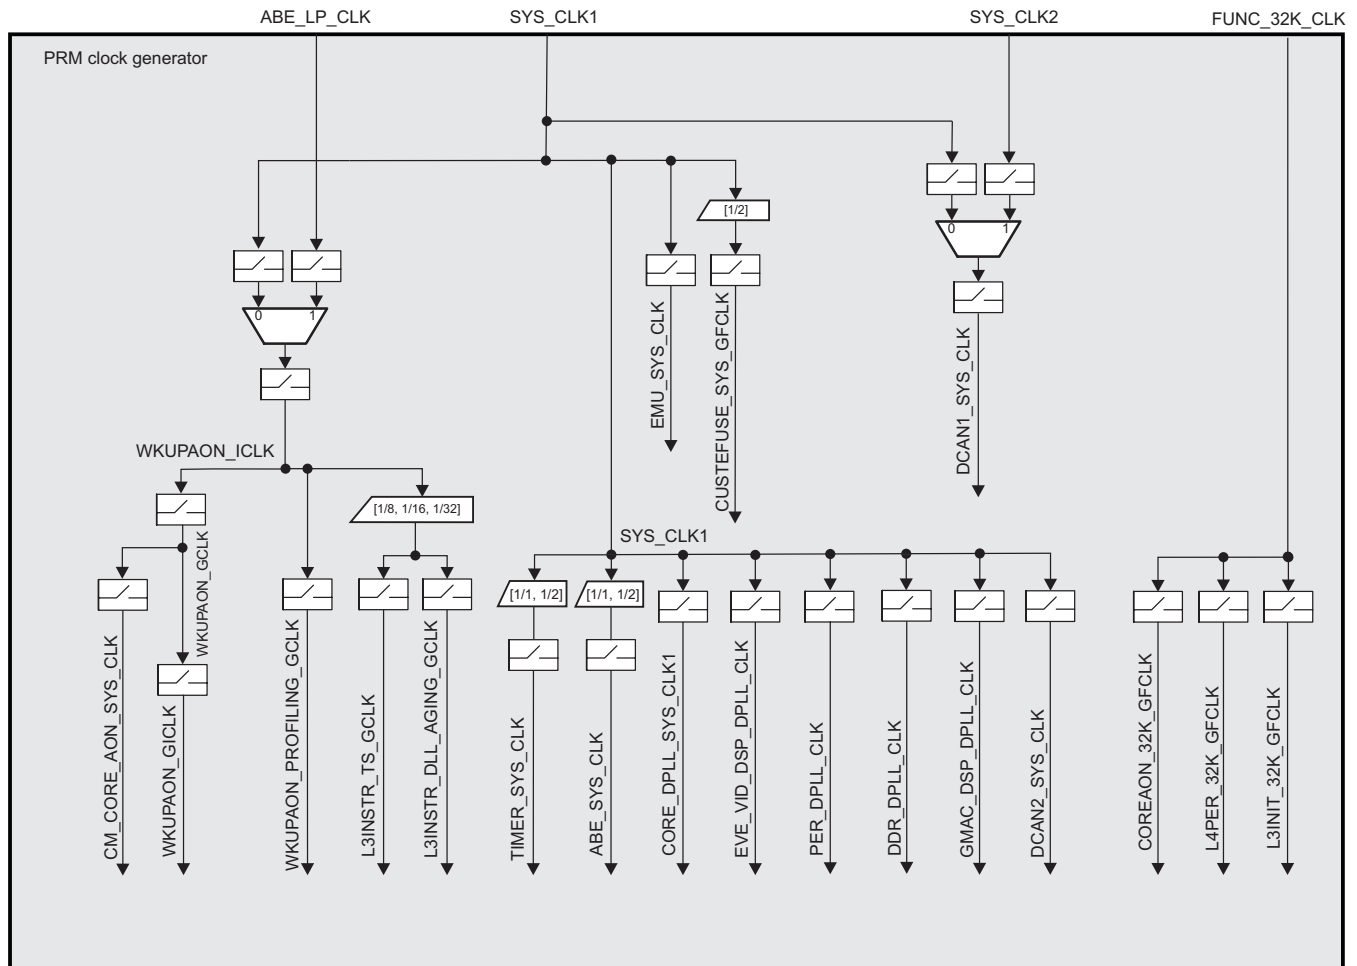 ABE_LP_CLK
SYS_CLK1
SYS_CLK2
FUNC_32K_CLK
PRM clock generator
[1/2]
0
1
0
1
EMU_SYS_CLK
CUSTEFUSE_SYS_GFCLK
DCAN1_SYS_CLK
WKUPAON_ICLK
[1/8, 1/16, 1/32]
WKUPAON_GCLK
SYS_CLK1
[1/1, 1/2]
[1/1, 1/2]
CM_CORE_AON_SYS_CLK
WKUPAON_GICLK
WKUPAON_PROFILING_GCLK
L3INSTR_TS_GCLK
L3INSTR_DLL_AGING_GCLK
TIMER_SYS_CLK
ABE_SYS_CLK
CORE_DPLL_SYS_CLK1
EVE_VID_DSP_DPLL_CLK
PER_DPLL_CLK
DDR_DPLL_CLK
GMAC_DSP_DPLL_CLK
DCAN2_SYS_CLK
COREAON_32K_GFCLK
L4PER_32K_GFCLK
L3INIT_32K_GFCLK